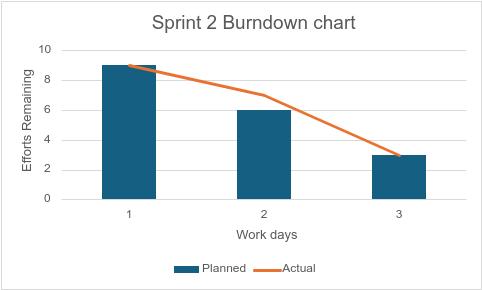 Sprint 2 Burndown chart
Efforts Remaining
10
8
6
4
2
0
1 2 3
Work days
Planned Actual